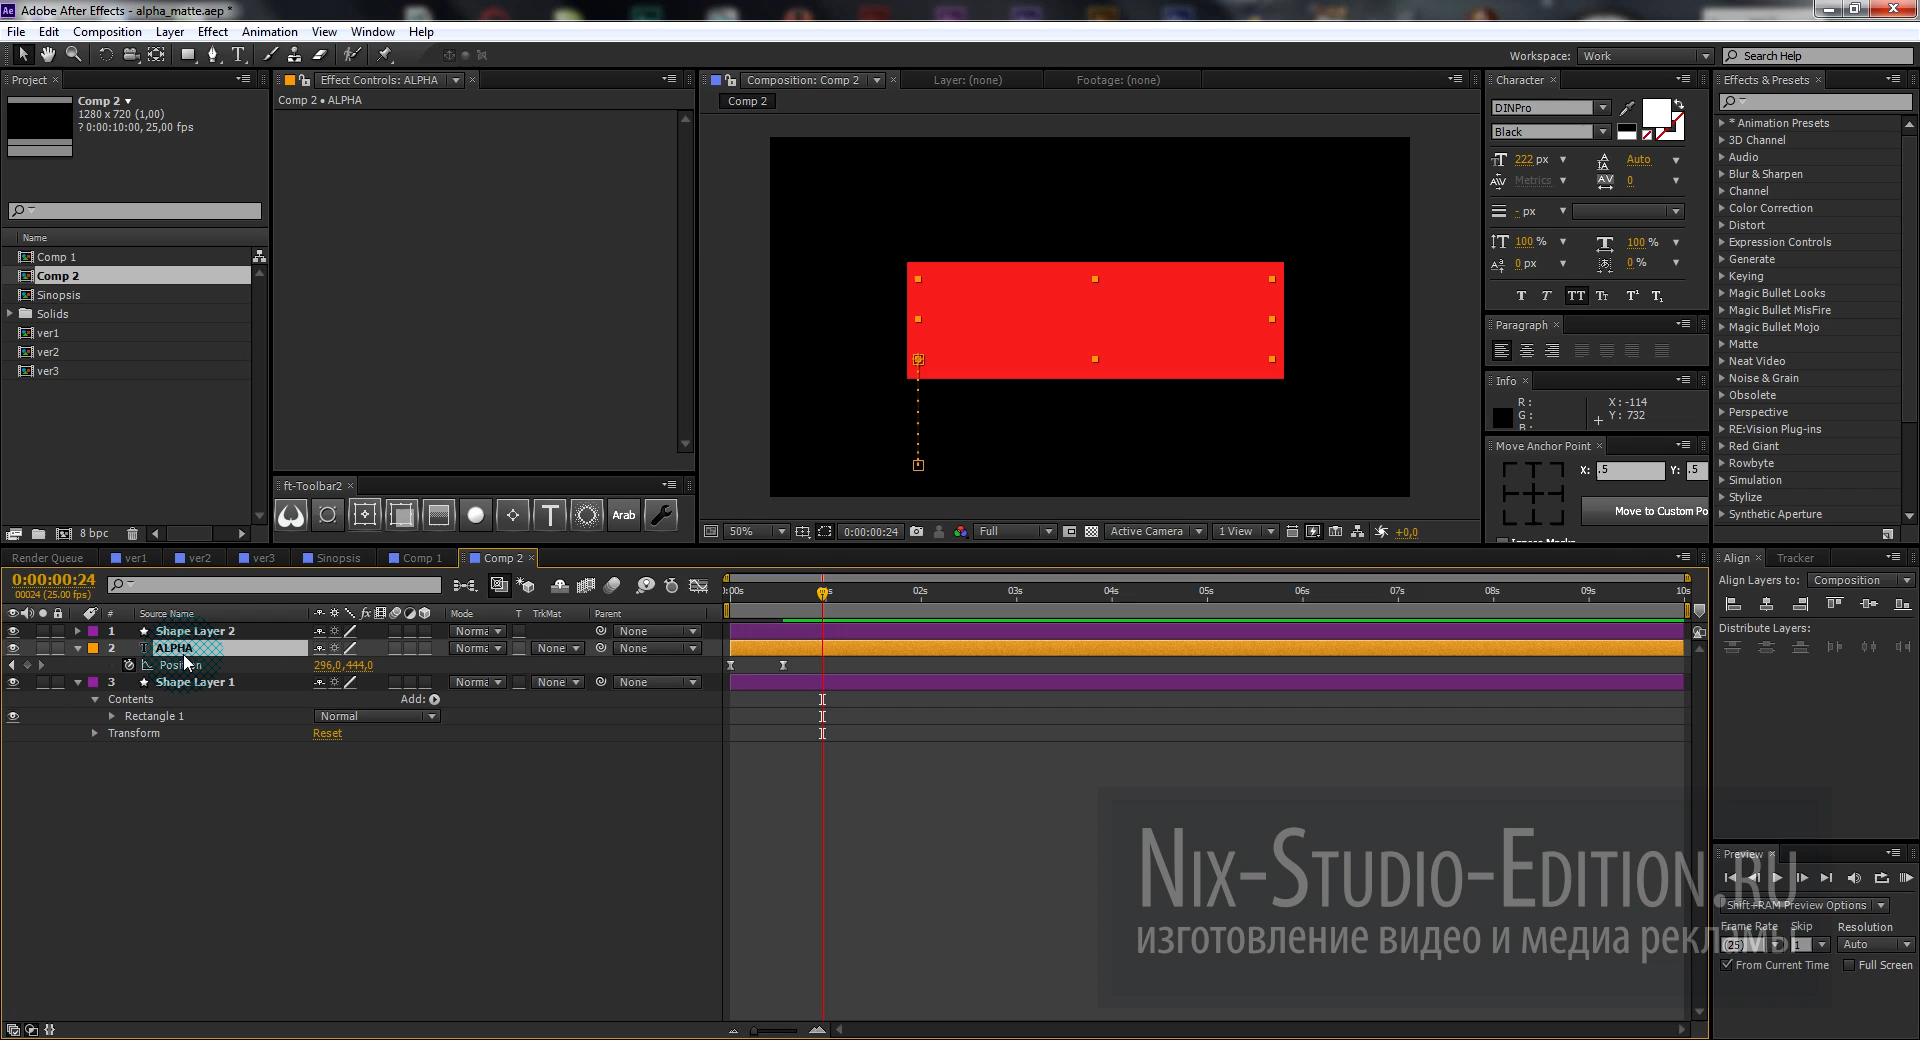 Adobe After Effects - alpha_matte.aep *
File Edit Composition Layer Effect Animation View Window Help
Workspace: Work
Search Help
Project
Comp 2
1280 x 720 (1,00)
? 0:00:10:00, 25,00 fps
Name
Comp 1
Comp 2
Sinopsis
Solids
ver1
ver2
ver3
8 bpc
Effect Controls: ALPHA
Comp 2 • ALPHA
ft-Toolbar2
Arab
Composition: Comp 2
Layer: (none)
Footage: (none)
Comp 2
50%
0:00:00:24
Full
Active Camera
1 View
+0,0
Character
DINPro
Black
222 px
Auto
Metrics
0
- px
100 %
100 %
0 px
0 %
Paragraph
Info
R:
G:
B:
X: -114
Y: 732
Move Anchor Point
X: .5 Y: .5
Move to Custom Po
Ignore Masks
Effects & Presets
* Animation Presets
3D Channel
Audio
Blur & Sharpen
Channel
Color Correction
Distort
Expression Controls
Generate
Keying
Magic Bullet Looks
Magic Bullet MisFire
Magic Bullet Mojo
Matte
Neat Video
Noise & Grain
Obsolete
Perspective
RE:Vision Plug-ins
Red Giant
Rowbyte
Simulation
Stylize
Synthetic Aperture
Render Queue
ver1
ver2
ver3
Sinopsis
Comp 1
Comp 2
0:00:00:24
00024 (25.00 fps)
# Source Name Mode T TrkMat Parent
02s 03s 04s 05s 06s 07s 08s 09s 10s
1 Shape Layer 2 Norma None
2 ALPHA Norma None None
Position 296,0,444,0
3 Shape Layer 1 Norma None None
Contents Add:
Rectangle 1 Normal
Transform Reset
Align
Tracker
Align Layers to: Composition
Distribute Layers:
Preview
Shift+RAM Preview Options
Frame Rate Skip Resolution
(25) 1 Auto
From Current Time Full Screen
Nix-Studio-Edition.RU
изготовление видео и медиа рекламы